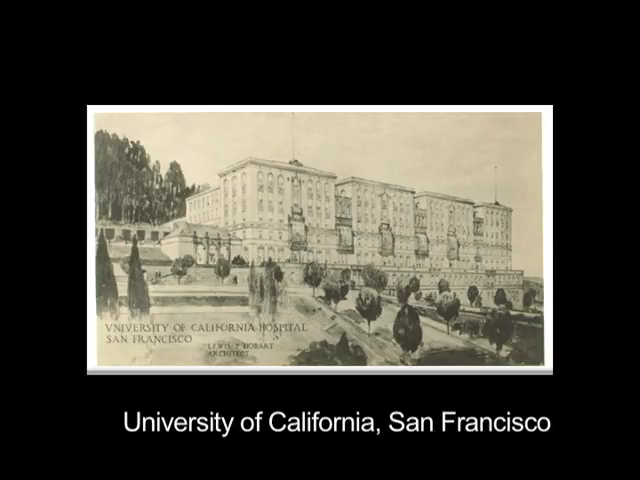 VNIVERSITY OF CALIFORNIA HOSPITAL
SAN FRANCISCO
LEWIS P HOBART
ARCHITECT
University of California, San Francisco